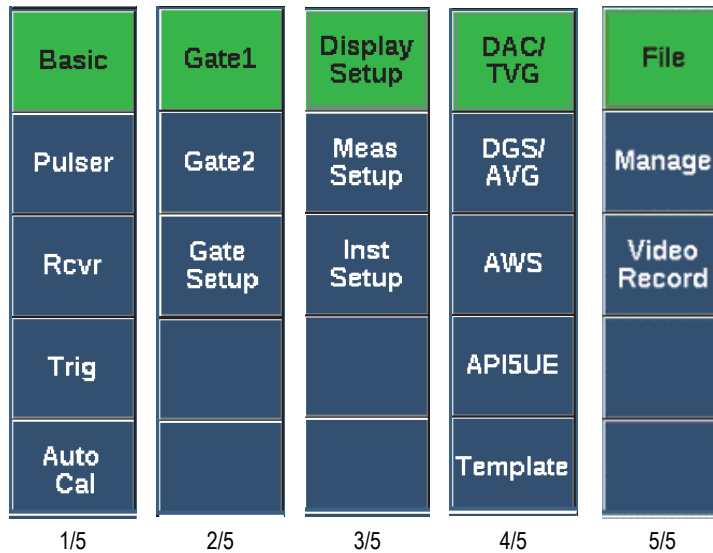 Basic
Pulser
Rcvr
Trig
Auto
Cal
1/5
Gate1
Gate2
Gate
Setup
2/5
Display
Setup
Meas
Setup
Inst
Setup
3/5
DAC/
TVG
DGS/
AVG
AWS
API5UE
Template
4/5
File
Manage
Video
Record
5/5